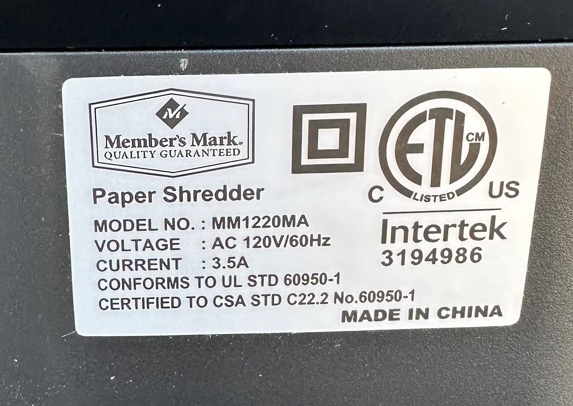 Member's Mark.
QUALITY GUARANTEED
ETL CM
LISTED
C US
Intertek
3194986
Paper Shredder
MODEL NO. : MM1220MA
VOLTAGE : AC 120V/60Hz
CURRENT : 3.5A
CONFORMS TO UL STD 60950-1
CERTIFIED TO CSA STD C22.2 No.60950-1
MADE IN CHINA